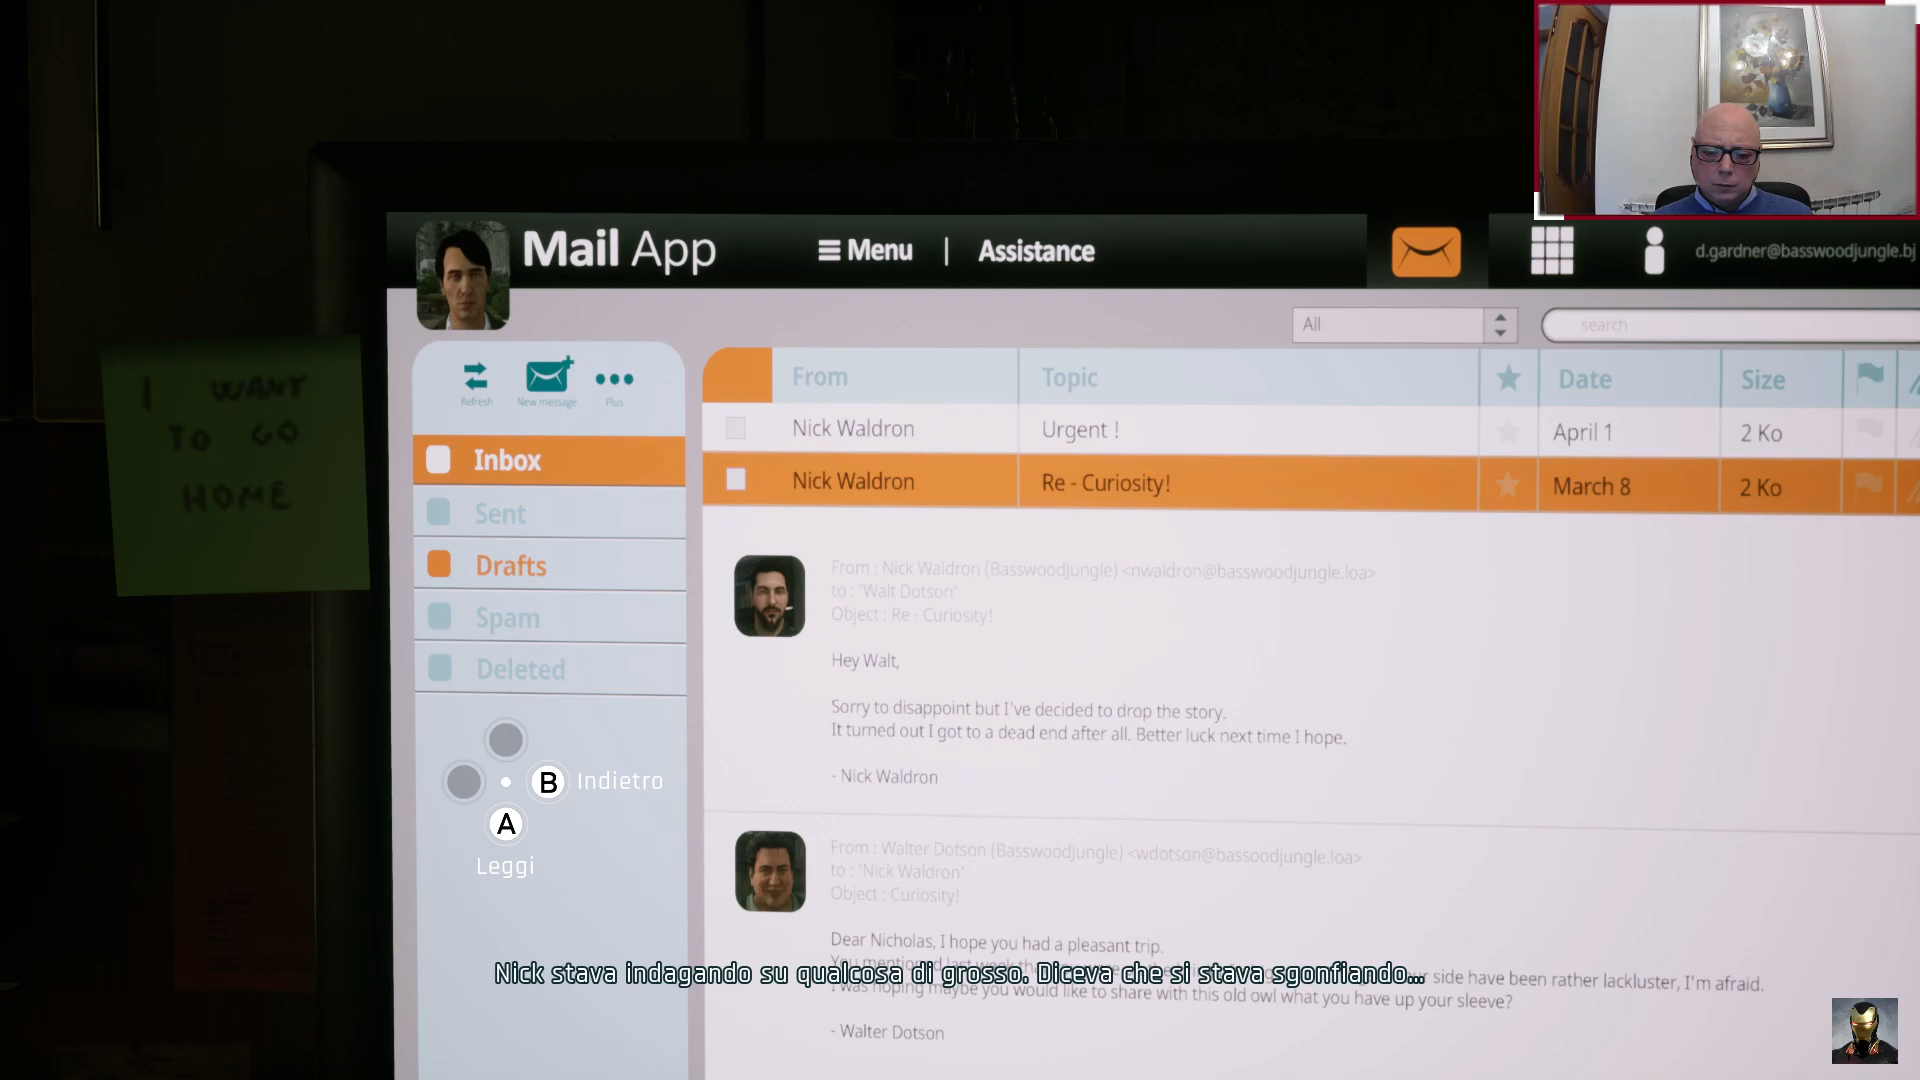 Mail App
Menu | Assistance
d.gardner@basswoodjungle.bj
All
search
I WANT
TO GO
HOME
Refresh
New message
Plus
From
Topic
Date
Size
Nick Waldron
Urgent !
April 1
2 Ko
Nick Waldron
Re - Curiosity!
March 8
2 Ko
Inbox
Sent
Drafts
Spam
Deleted
B Indietro
A
Leggi
From : Nick Waldron (BasswoodJungle) <nwaldron@basswoodjungle.loa>
to : 'Walt Dotson'
Object : Re - Curiosity!
Hey Walt,
Sorry to disappoint but I've decided to drop the story.
It turned out I got to a dead end after all. Better luck next time I hope.
- Nick Waldron
From : Walter Dotson (BasswoodJungle) <wdotson@bassoodjungle.loa>
to : 'Nick Waldron'
Object : Curiosity!
Dear Nicholas, I hope you had a pleasant trip.
You mentioned last week that side have been rather lackluster, I'm afraid.
Nick stava indagando su qualcosa di grosso. Diceva che si stava sgonfiando...
I was hoping maybe you would like to share with this old owl what you have up your sleeve?
- Walter Dotson